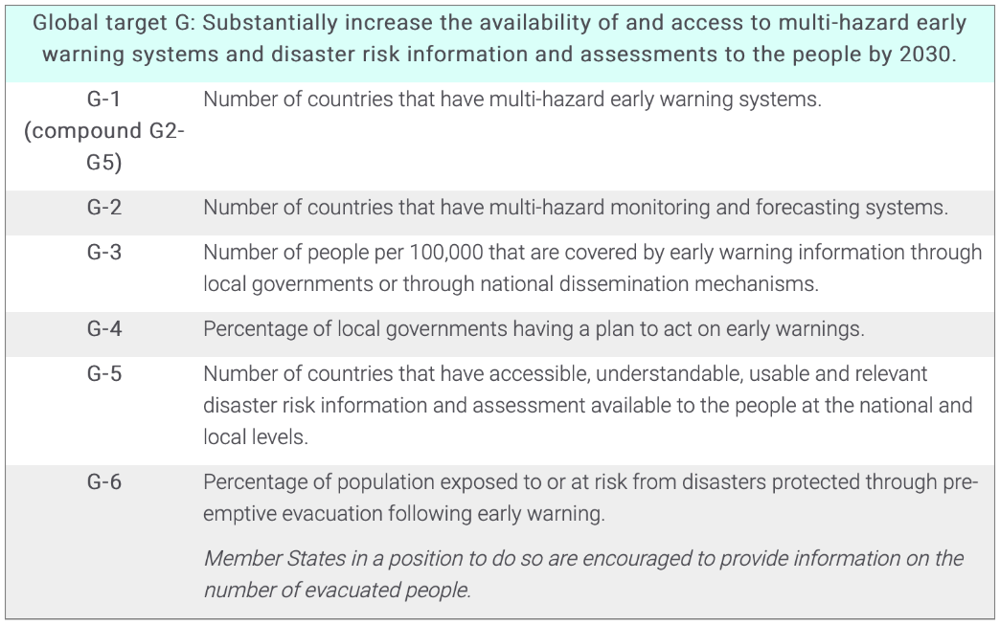 Global target G: Substantially increase the availability of and access to multi-hazard early
warning systems and disaster risk information and assessments to the people by 2030.
G-1
(compound G2-
G5)
Number of countries that have multi-hazard early warning systems.
G-2
Number of countries that have multi-hazard monitoring and forecasting systems.
G-3
Number of people per 100,000 that are covered by early warning information through
local governments or through national dissemination mechanisms.
G-4
Percentage of local governments having a plan to act on early warnings.
G-5
Number of countries that have accessible, understandable, usable and relevant
disaster risk information and assessment available to the people at the national and
local levels.
G-6
Percentage of population exposed to or at risk from disasters protected through pre-
emptive evacuation following early warning.
Member States in a position to do so are encouraged to provide information on the
number of evacuated people.